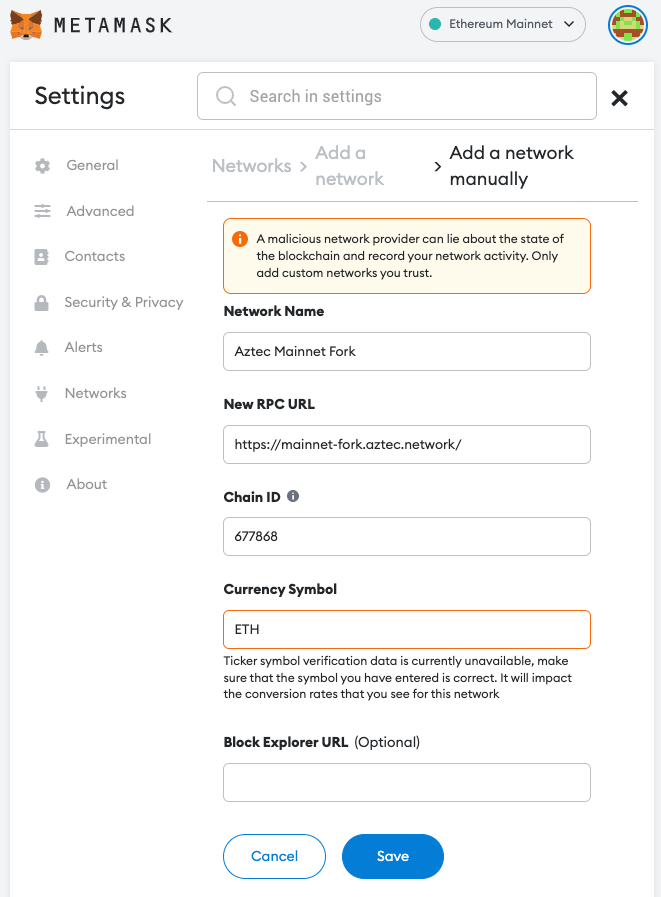 METAMASK
Ethereum Mainnet
Settings
Search in settings
General
Advanced
Contacts
Security & Privacy
Alerts
Networks
Experimental
About
Networks > Add a network > Add a network manually
A malicious network provider can lie about the state of
the blockchain and record your network activity. Only
add custom networks you trust.
Network Name
Aztec Mainnet Fork
New RPC URL
https://mainnet-fork.aztec.network/
Chain ID
677868
Currency Symbol
ETH
Ticker symbol verification data is currently unavailable, make
sure that the symbol you have entered is correct. It will impact
the conversion rates that you see for this network
Block Explorer URL (Optional)
Cancel
Save